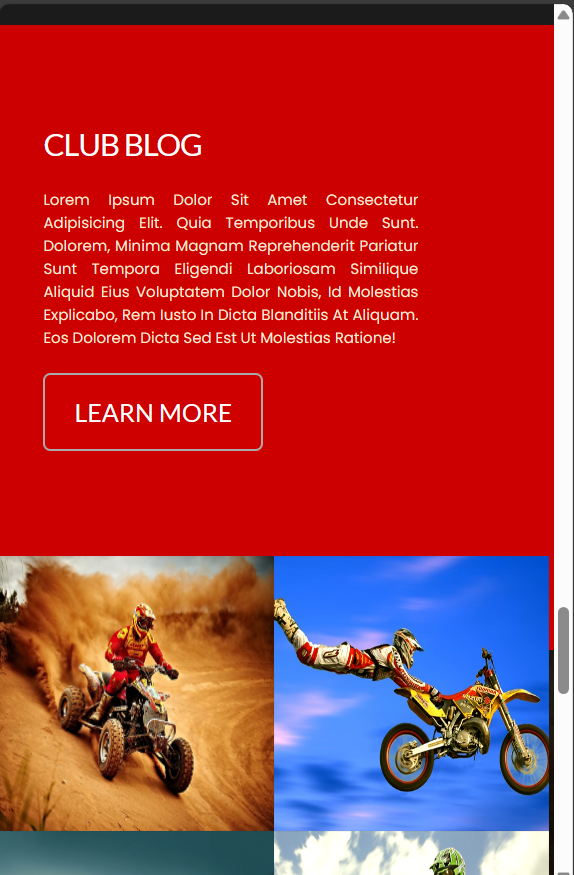 CLUB BLOG
Lorem Ipsum Dolor Sit Amet Consectetur
Adipisicing Elit. Quia Temporibus Unde Sunt.
Dolorem, Minima Magnam Reprehenderit Pariatur
Sunt Tempora Eligendi Laboriosam Similique
Aliquid Eius Voluptatem Dolor Nobis, Id Molestias
Explicabo, Rem Iusto In Dicta Blanditiis At Aliquam.
Eos Dolorem Dicta Sed Est Ut Molestias Ratione!
LEARN MORE